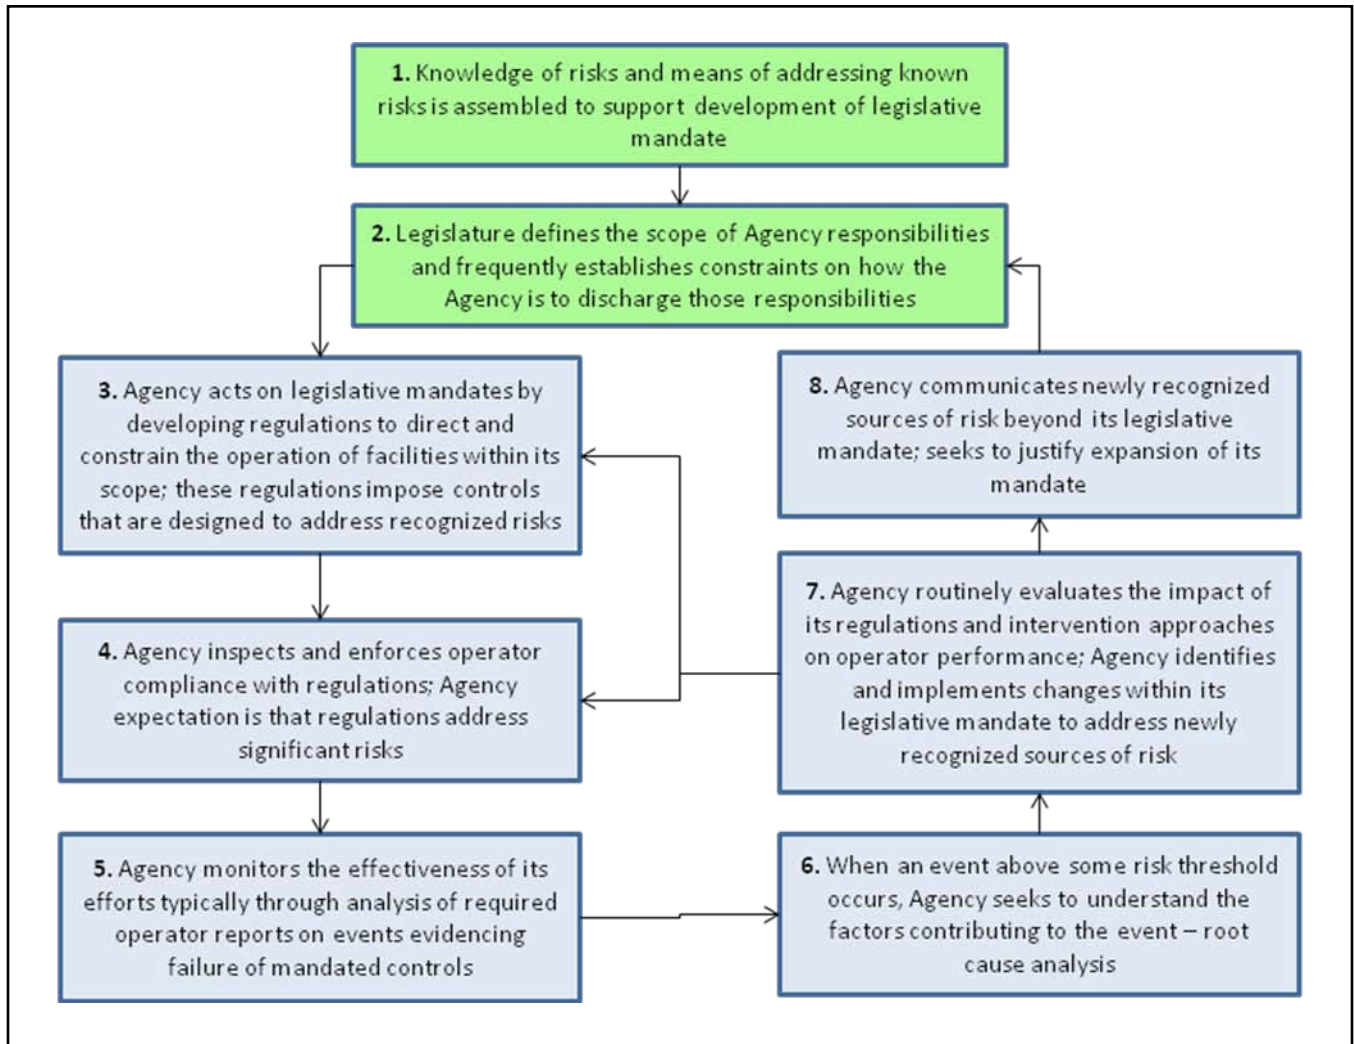 1. Knowledge of risks and means of addressing known
risks is assembled to support development of legislative
mandate
2. Legislature defines the scope of Agency responsibilities
and frequently establishes constraints on how the
Agency is to discharge those responsibilities
3. Agency acts on legislative mandates by
developing regulations to direct and
constrain the operation of facilities within its
scope; these regulations impose controls
that are designed to address recognized risks
4. Agency inspects and enforces operator
compliance with regulations; Agency
expectation is that regulations address
significant risks
5. Agency monitors the effectiveness of its
efforts typically through analysis of required
operator reports on events evidencing
failure of mandated controls
6. When an event above some risk threshold
occurs, Agency seeks to understand the
factors contributing to the event – root
cause analysis
7. Agency routinely evaluates the impact of
its regulations and intervention approaches
on operator performance; Agency identifies
and implements changes within its
legislative mandate to address newly
recognized sources of risk
8. Agency communicates newly recognized
sources of risk beyond its legislative
mandate; seeks to justify expansion of its
mandate